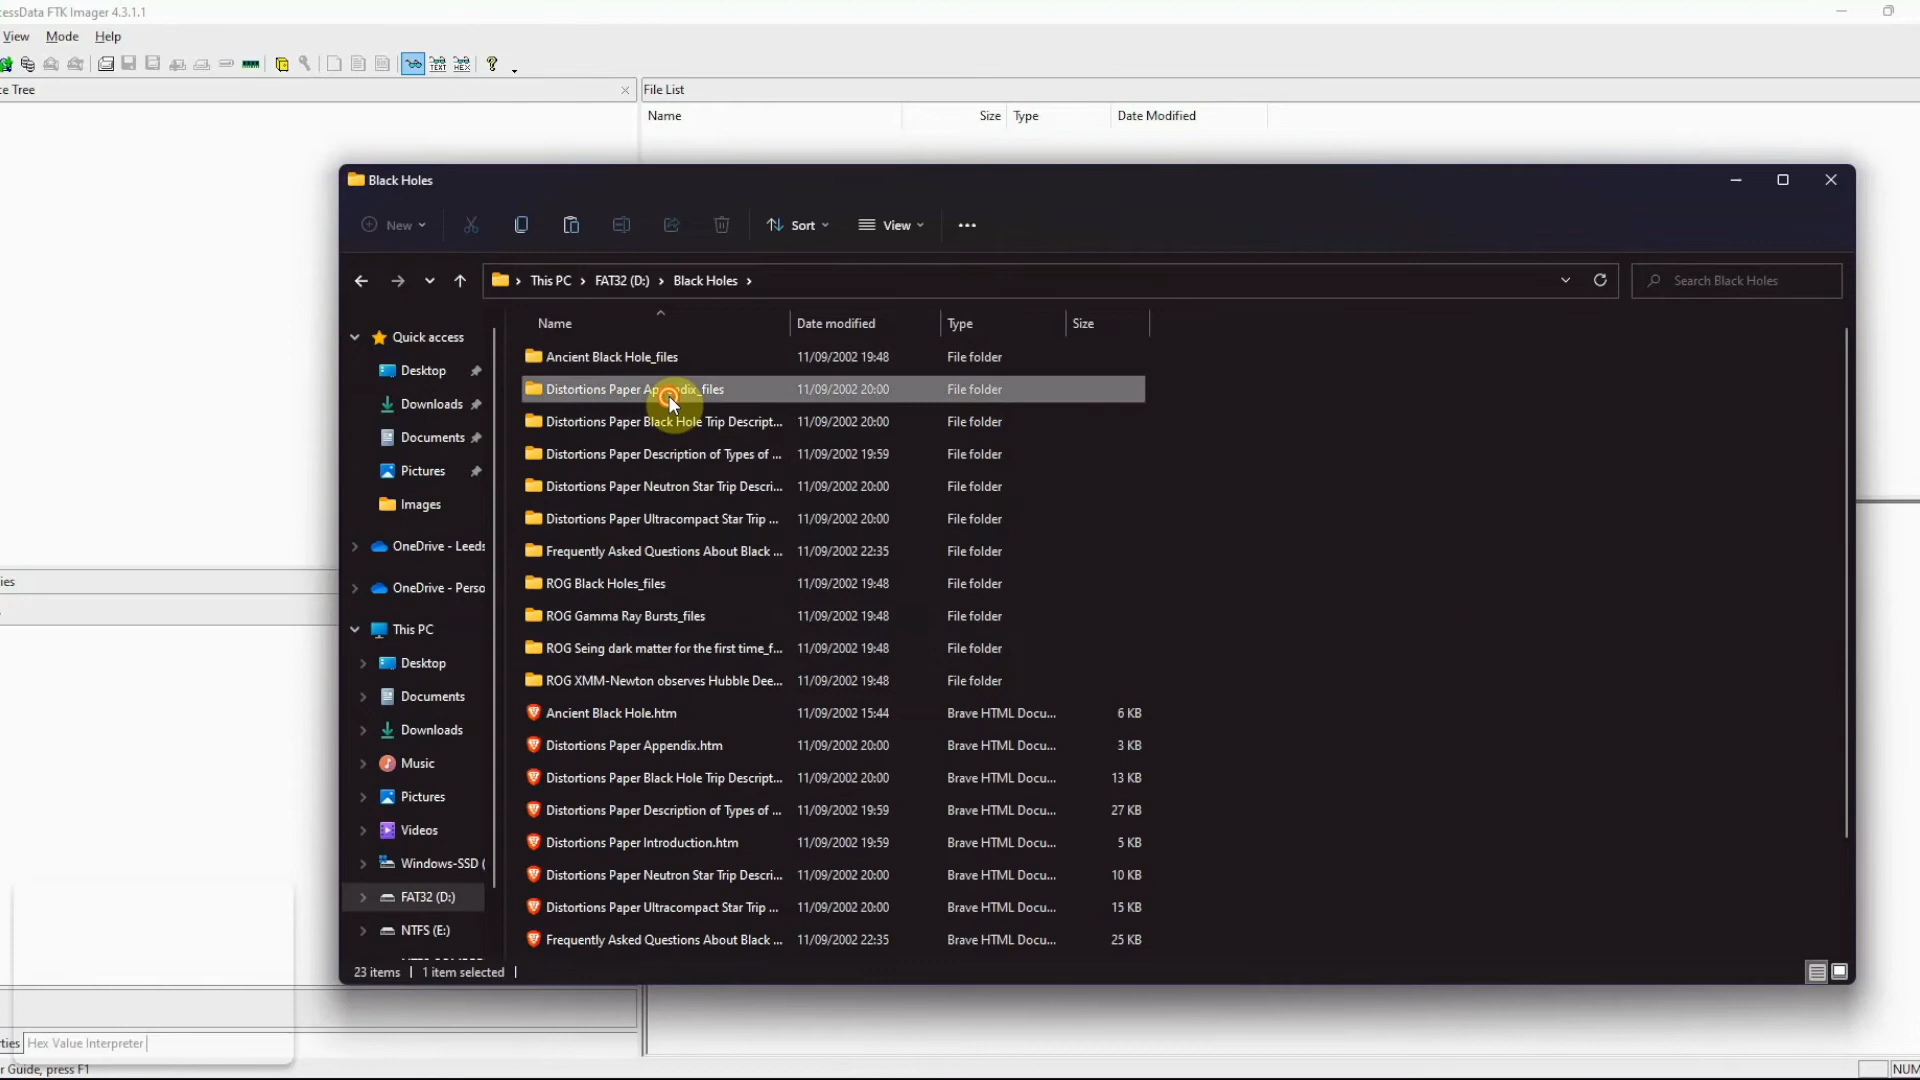 cessData FTK Imager 4.3.1.1
View Mode Help
TEXT HEX
ce Tree
File List
Name Size Type Date Modified
Black Holes
New Sort View
This PC > FAT32 (D:) > Black Holes > Search Black Holes
Name Date modified Type Size
Quick access
Desktop
Downloads
Documents
Pictures
Images
OneDrive - Leeds
OneDrive - Perso
This PC
Desktop
Documents
Downloads
Music
Pictures
Videos
Windows-SSD (
FAT32 (D:)
NTFS (E:)
Ancient Black Hole_files 11/09/2002 19:48 File folder
Distortions Paper Appendix_files 11/09/2002 20:00 File folder
Distortions Paper Black Hole Trip Descript... 11/09/2002 20:00 File folder
Distortions Paper Description of Types of ... 11/09/2002 19:59 File folder
Distortions Paper Neutron Star Trip Descri... 11/09/2002 20:00 File folder
Distortions Paper Ultracompact Star Trip ... 11/09/2002 20:00 File folder
Frequently Asked Questions About Black ... 11/09/2002 22:35 File folder
ROG Black Holes_files 11/09/2002 19:48 File folder
ROG Gamma Ray Bursts_files 11/09/2002 19:48 File folder
ROG Seing dark matter for the first time_f... 11/09/2002 19:48 File folder
ROG XMM-Newton observes Hubble Dee... 11/09/2002 19:48 File folder
Ancient Black Hole.htm 11/09/2002 15:44 Brave HTML Docu... 6 KB
Distortions Paper Appendix.htm 11/09/2002 20:00 Brave HTML Docu... 3 KB
Distortions Paper Black Hole Trip Descript... 11/09/2002 20:00 Brave HTML Docu... 13 KB
Distortions Paper Description of Types of ... 11/09/2002 19:59 Brave HTML Docu... 27 KB
Distortions Paper Introduction.htm 11/09/2002 19:59 Brave HTML Docu... 5 KB
Distortions Paper Neutron Star Trip Descri... 11/09/2002 20:00 Brave HTML Docu... 10 KB
Distortions Paper Ultracompact Star Trip ... 11/09/2002 20:00 Brave HTML Docu... 15 KB
Frequently Asked Questions About Black ... 11/09/2002 22:35 Brave HTML Docu... 25 KB
23 items 1 item selected
ies
ties Hex Value Interpreter
r Guide, press F1
NUM